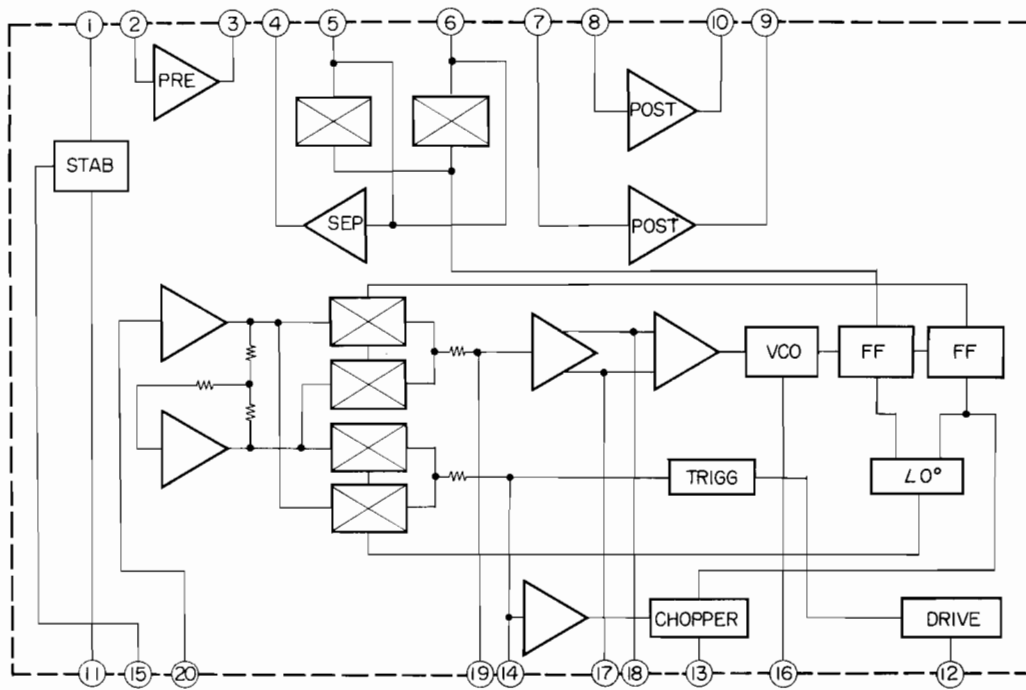 1 2 3 4 5 6 7 8 10 9
PRE
POST
STAB
SEP
POST
VCO FF FF
TRIGG
L0°
CHOPPER
DRIVE
11 15 20 19 14 17 18 13 16 12